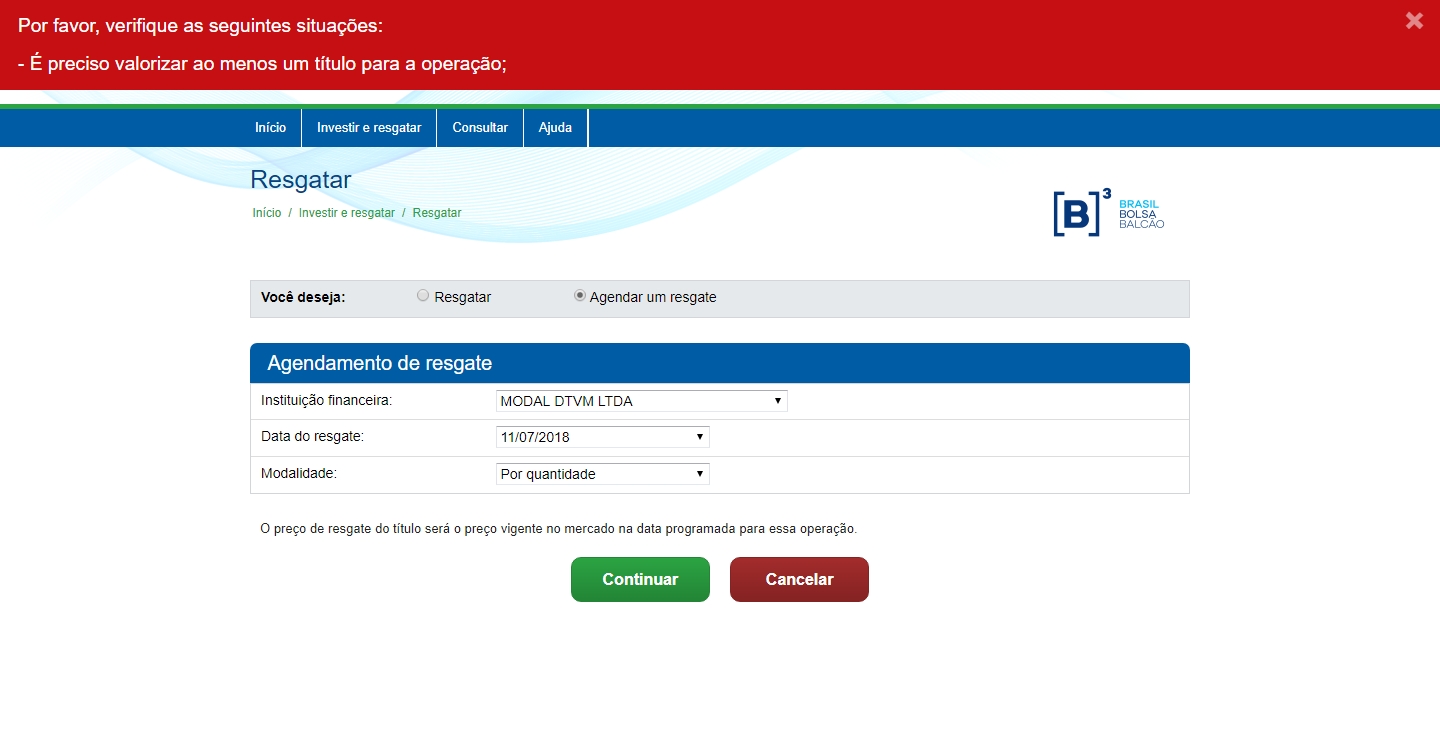 Por favor, verifique as seguintes situações:
- É preciso valorizar ao menos um título para a operação;
Início Investir e resgatar Consultar Ajuda
Resgatar
Início / Investir e resgatar / Resgatar
[B]³ BRASIL
BOLSA
BALCÃO
Você deseja: Resgatar Agendar um resgate
Agendamento de resgate
Instituição financeira: MODAL DTVM LTDA
Data do resgate: 11/07/2018
Modalidade: Por quantidade
O preço de resgate do título será o preço vigente no mercado na data programada para essa operação.
Continuar Cancelar